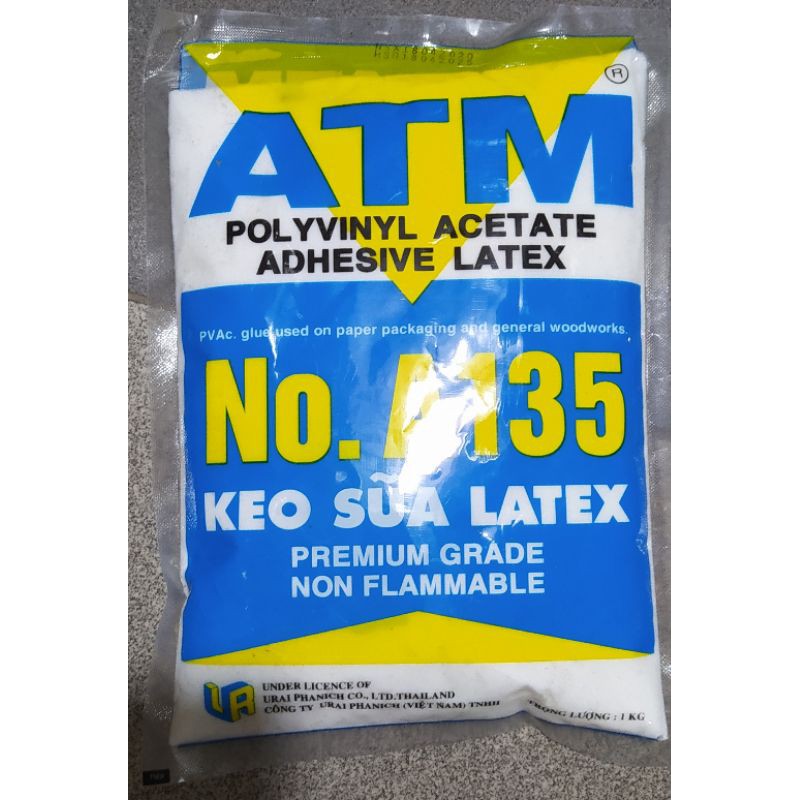 ATM ®
POLYVINYL ACETATE
ADHESIVE LATEX
PVAc. glue used on paper packaging and general woodworks.
No. A135
KEO SỮA LATEX
PREMIUM GRADE
NON FLAMMABLE
UNDER LICENCE OF
URAI PHANICH CO., LTD.THAILAND
CÔNG TY URAI PHANICH (VIỆT NAM) TNHH
TRỌNG LƯỢNG : 1 KG